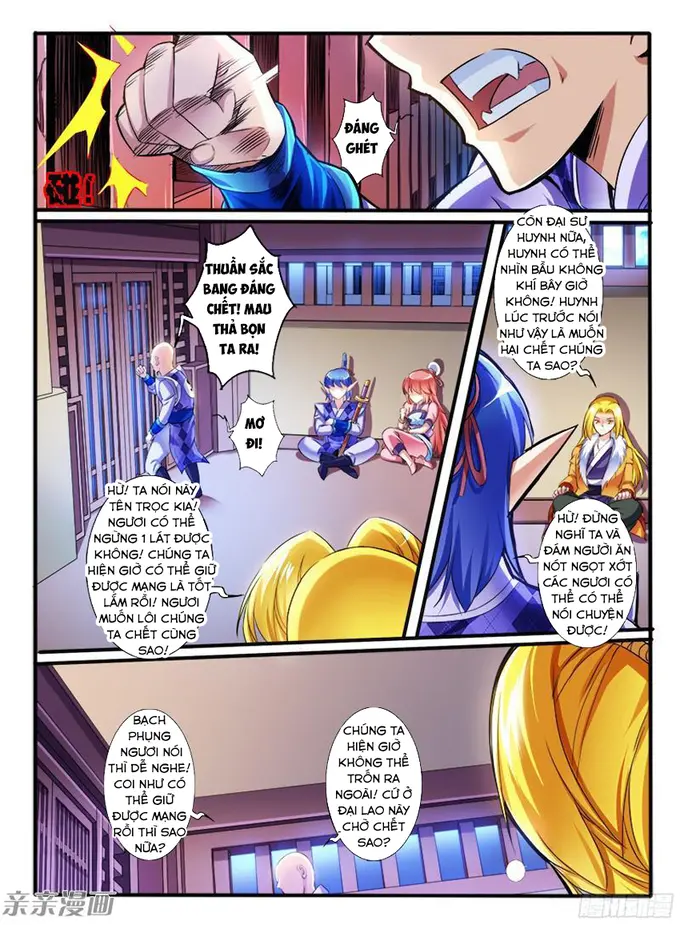 ĐÁNG
GHÉT
碰!
THUẦN SẮC
BANG ĐÁNG
CHẾT! MAU
THẢ BỌN
TA RA!
MỞ
ĐI!
HỪ! TA NÓI NÀY
TÊN TRỌC KIA!
NGƯƠI CÓ THỂ
NGỪNG 1 LÁT ĐƯỢC
KHÔNG! CHÚNG TA
HIỆN GIỜ CÓ THỂ GIỮ
ĐƯỢC MẠNG LÀ TỐT
LẮM RỒI! NGƯƠI
MUỐN LÔI CHÚNG
TA CHẾT CÙNG
SAO!
CÒN ĐẠI SƯ
HUYNH NỮA,
HUYNH CÓ THỂ
NHÌN BẦU KHÔNG
KHÍ BÂY GIỜ
KHÔNG! HUYNH
LÚC TRƯỚC NÓI
NHƯ VẬY LÀ MUỐN
HẠI CHẾT CHÚNG
TA SAO?
HỪ! ĐỪNG
NGHĨ TA VÀ
ĐÁM NGƯỜI ĂN
NÓT NGỌT XỚT
CÁC NGƯƠI CÓ
THỂ CÓ THỂ
NÓI CHUYỆN
ĐƯỢC!
BẠCH
PHỤNG
NGƯƠI NÓI
THÌ DỄ NGHE!
COI NHƯ CÓ
THỂ GIỮ
ĐƯỢC MẠNG
RỒI THÌ SAO
NỮA?
CHÚNG TA
HIỆN GIỜ
KHÔNG THỂ
TRỐN RA
NGOÀI! CỨ Ở
ĐẠI LAO NÀY
CHỜ CHẾT
SAO?
亲亲漫画